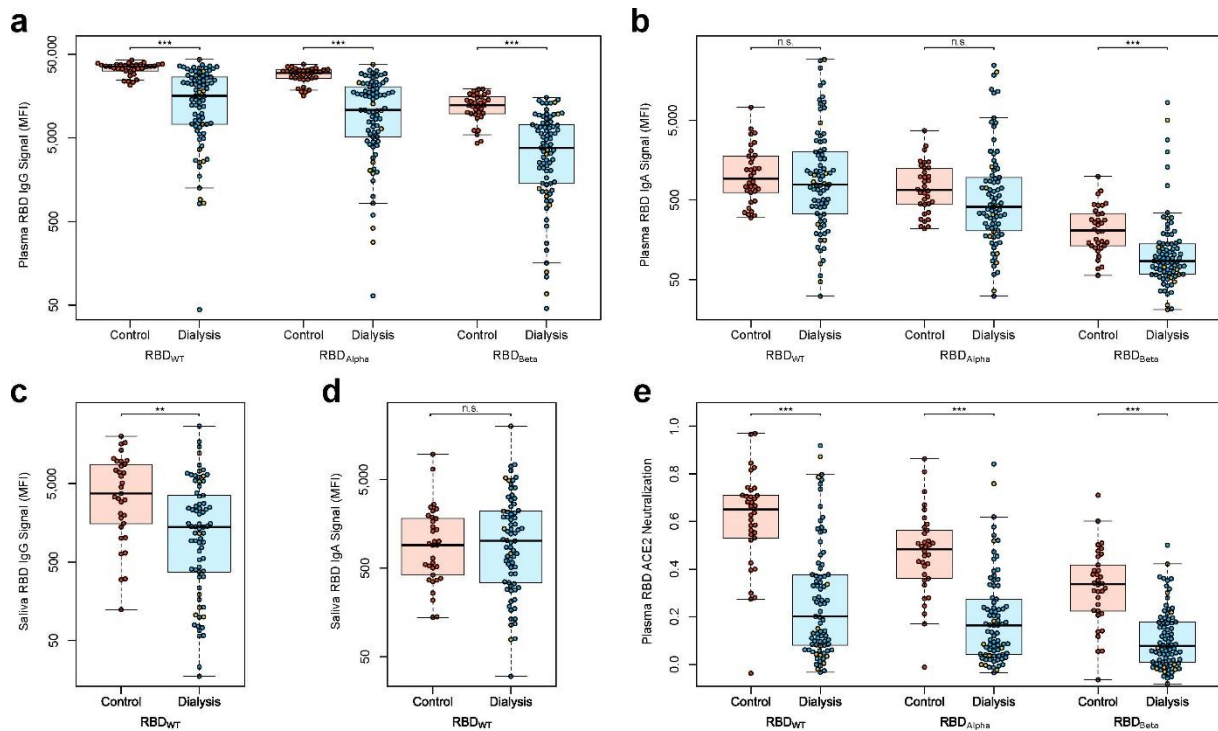 a
*** *** ***
50,000
5,000
500
50
Plasma RBD IgG Signal (MFI)
Control Dialysis Control Dialysis Control Dialysis
RBDWT RBDAlpha RBDBeta
b
n.s. n.s. ***
5,000
500
50
Plasma RBD IgA Signal (MFI)
Control Dialysis Control Dialysis Control Dialysis
RBDWT RBDAlpha RBDBeta
c
**
5,000
500
50
Saliva RBD IgG Signal (MFI)
Control Dialysis
RBDWT
d
n.s.
5,000
500
50
Saliva RBD IgA Signal (MFI)
Control Dialysis
RBDWT
e
*** *** ***
1.0
0.8
0.6
0.4
0.2
0.0
Plasma RBD ACE2 Neutralization
Control Dialysis Control Dialysis Control Dialysis
RBDWT RBDAlpha RBDBeta